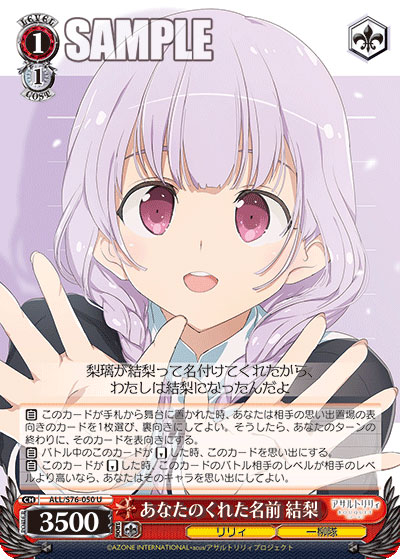 LEVEL
1
SAMPLE
1
COST
梨璃が結梨って名付けてくれたから、
わたしは結梨になったんだよ
自 このカードが手札から舞台に置かれた時、あなたは相手の思い出置場の表
向きのカードを1枚選び、裏向きにしてよい。そうしたら、あなたのターンの
終わりに、そのカードを表向きにする。
自 バトル中のこのカードが した時、このカードを思い出にする。
自 このカードが した時、このカードのバトル相手のレベルが相手のレ
ベルより高いなら、あなたはそのキャラを思い出にしてよい。
CH ALL/S76-050 U
3500
あなたのくれた名前 結梨
アサルトリリィ
リリィ
一柳隊
©AZONE INTERNATIONAL・acus/アサルトリリィプロジェクト